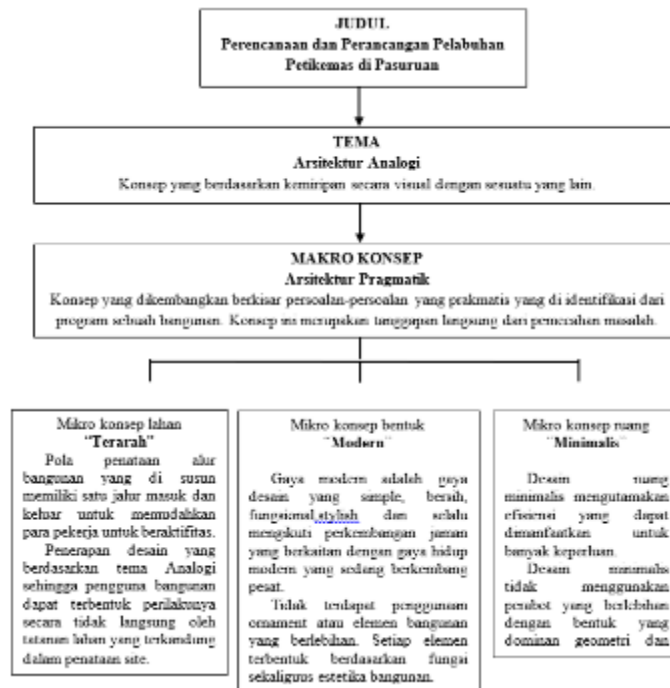 JUDUL
Perencanaan dan Perancangan Pelabuhan
Petikemas di Pasuruan
TEMA
Arsitektur Analogi
Konsep yang berdasarkan kemiripan secara visual dengan sesuatu yang lain.
MAKRO KONSEP
Arsitektur Pragmatik
Konsep yang dikembangkan berkisar persoalan-persoalan yang prakmatis yang di identifikasi dari
program sebuah bangunan. Konsep ini merupakan tanggapan langsung dari pemecahan masalah.
Mikro konsep lahan
"Terarah"
Pola penataan alur
bangunan yang di susun
memiliki satu jalur masuk dan
keluar untuk memudahkan
para pekerja untuk beraktifitas.
Penerapan desain yang
berdasarkan tema Analogi
sehingga pengguna bangunan
dapat terbentuk perilakunya
secara tidak langsung oleh
tatanan lahan yang terkandung
dalam penataan site.
Mikro konsep bentuk
"Modern"
Gaya modern adalah gaya
desain yang simple, bersih,
fungsional,stylish dan selalu
mengikuti perkembangan jaman
yang berkaitan dengan gaya hidup
modern yang sedang berkembang
pesat.
Tidak terdapat penggunaan
ornament atau elemen bangunan
yang berlebihan. Setiap elemen
terbentuk berdasarkan fungsi
sekaligus estetika bangunan.
Mikro konsep ruang
"Minimalis"
Desain ruang
minimalis mengutamakan
efisiensi yang dapat
dimanfaatkan untuk
banyak keperluan.
Desain minimalis
tidak menggunakan
perabot yang berlebihan
dengan bentuk yang
dominan geometri dan